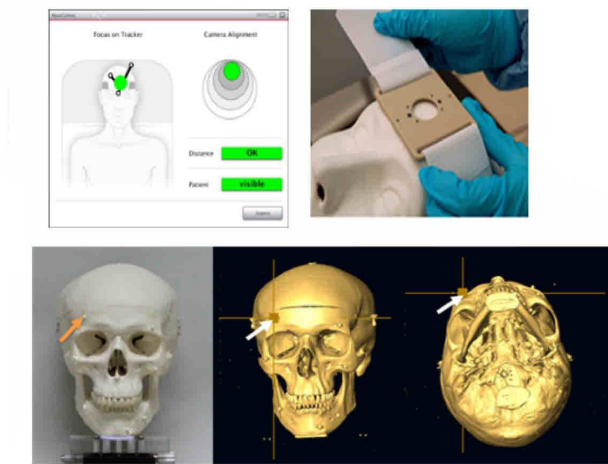 Focus on Tracker
Camera Alignment
Distance
OK
Patient
visible